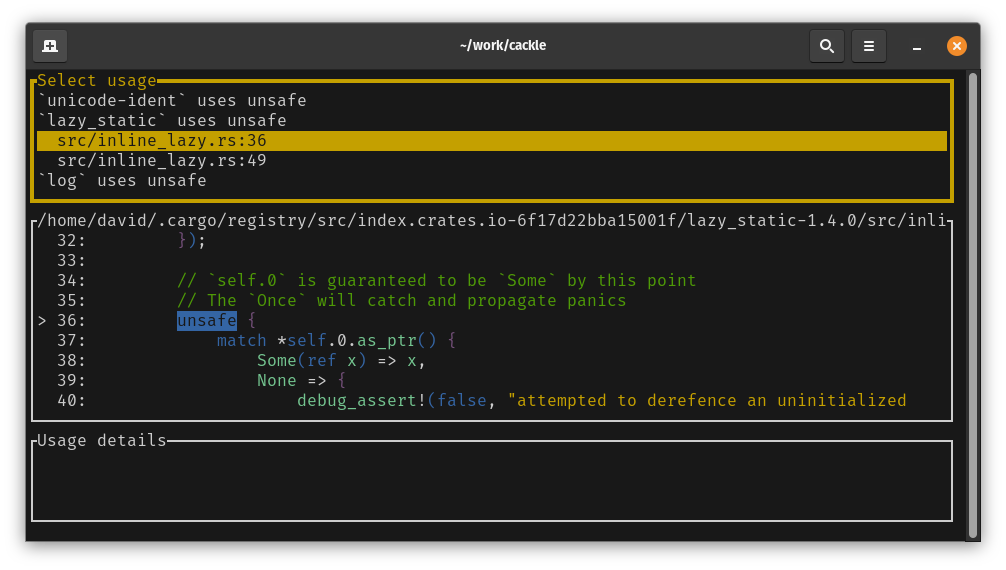 ~/work/cackle
Select usage
`unicode-ident` uses unsafe
`lazy_static` uses unsafe
src/inline_lazy.rs:36
src/inline_lazy.rs:49
`log` uses unsafe
/home/david/.cargo/registry/src/index.crates.io-6f17d22bba15001f/lazy_static-1.4.0/src/inli
32:         });
33:
34:         // `self.0` is guaranteed to be `Some` by this point
35:         // The `Once` will catch and propagate panics
> 36:         unsafe {
37:             match *self.0.as_ptr() {
38:                 Some(ref x) => x,
39:                 None => {
40:                     debug_assert!(false, "attempted to derefence an uninitialized
Usage details